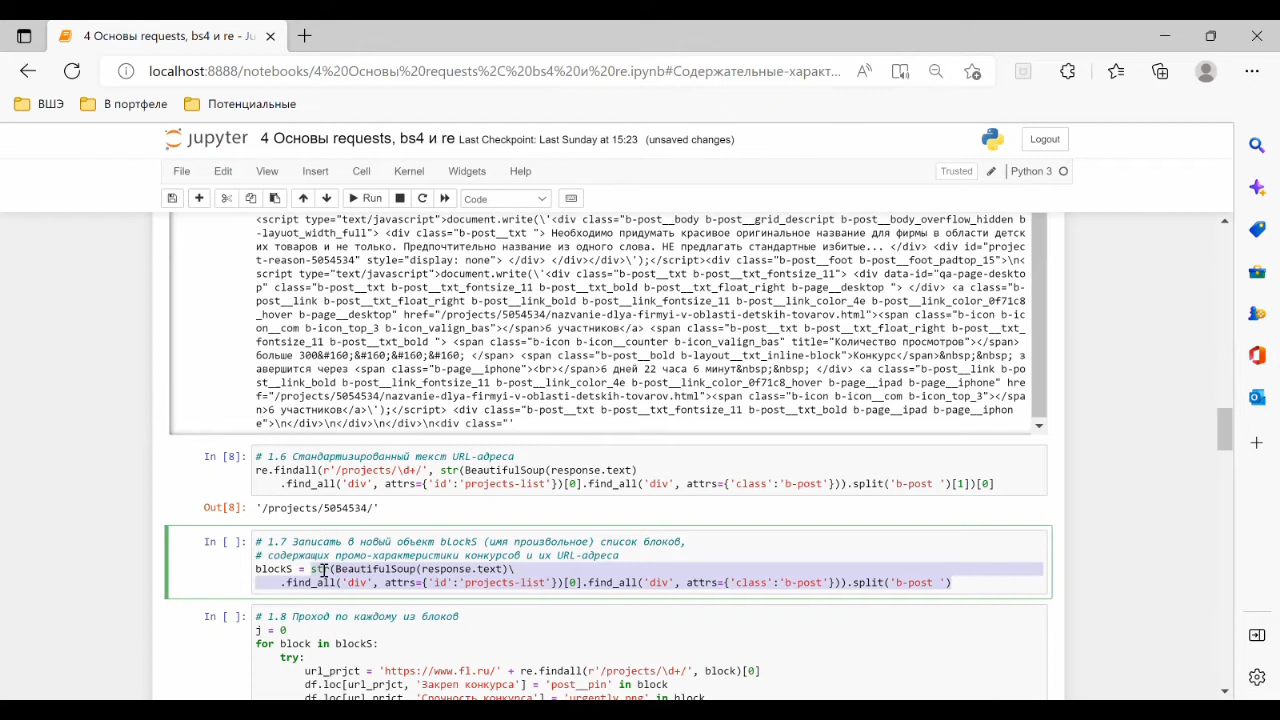 4 Основы requests, bs4 и re - Ju
localhost:8888/notebooks/4%20Основы%20requests%2C%20bs4%20и%20re.ipynb#Содержательные-характ...
ВШЭ
В портфеле
Потенциальные
jupyter 4 Основы requests, bs4 и re Last Checkpoint: Last Sunday at 15:23 (unsaved changes)
Logout
File Edit View Insert Cell Kernel Widgets Help
Trusted
Python 3
Run
Code
<script type="text/javascript">document.write(\'<div class="b-post__body b-post__grid_descript b-post__body_overflow_hidden b
-layuot_width_full"> <div class="b-post__txt "> Необходимо придумать красивое оригинальное название для фирмы в области детск
их товаров и не только. Предпочтительно название из одного слова. НЕ предлагать стандартные избитые... </div> <div id="projec
t-reason-5054534" style="display: none"> </div> </div>\');</script><div class="b-post__foot b-post__foot_padtop_15">\n<
script type="text/javascript">document.write(\'<div class="b-post__txt b-post__txt_fontsize_11"> <div data-id="qa-page-deskto
p" class="b-post__txt b-post__txt_fontsize_11 b-post__txt_bold b-post__txt_float_right b-page__desktop "> </div> <a class="b-
post__link b-post__txt_float_right b-post__link_bold b-post__link_fontsize_11 b-post__link_color_4e b-post__link_color_0f71c8
_hover b-page__desktop" href="/projects/5054534/nazvanie-dlya-firmyi-v-oblasti-detskih-tovarov.html"><span class="b-icon b-ic
on__com b-icon_top_3 b-icon_valign_bas"></span>6 участников</a> <span class="b-post__txt b-post__txt_float_right b-post__txt_
fontsize_11 b-post__txt_bold "> <span class="b-icon b-icon__counter b-icon_valign_bas" title="Количество просмотров"></span>
больше 300&#160;&#160;&#160; </span> <span class="b-post__bold b-layout__txt_inline-block">Конкурс</span>&nbsp;&nbsp; з
авершится через <span class="b-page__iphone"><br></span>6 дней 22 часа 6 минут&nbsp;&nbsp; </div> <a class="b-post__link b-po
st__link_bold b-post__link_fontsize_11 b-post__link_color_4e b-post__link_color_0f71c8_hover b-page__ipad b-page__iphone" hre
f="/projects/5054534/nazvanie-dlya-firmyi-v-oblasti-detskih-tovarov.html"><span class="b-icon b-icon__com b-icon_top_3"></spa
n>6 участников</a>\');</script> <div class="b-post__txt b-post__txt_fontsize_11 b-post__txt_bold b-page__ipad b-page__iphon
e">\n</div>\n</div>\n</div>\n<div class="'
In [8]:
# 1.6 Стандартизированный текст URL-адреса
re.findall(r'/projects/\d+/', str(BeautifulSoup(response.text)
.find_all('div', attrs={'id':'projects-list'})[0].find_all('div', attrs={'class':'b-post'})).split('b-post ')[1])[0]
Out[8]: '/projects/5054534/'
In [ ]:
# 1.7 Записать в новый объект blockS (имя произвольное) список блоков,
# содержащих промо-характеристики конкурсов и их URL-адреса
blockS = str(BeautifulSoup(response.text)\
.find_all('div', attrs={'id':'projects-list'})[0].find_all('div', attrs={'class':'b-post'})).split('b-post ')
In [ ]:
# 1.8 Проход по каждому из блоков
j = 0
for block in blockS:
try:
url_prjct = 'https://www.fl.ru/' + re.findall(r'/projects/\d+/', block)[0]
df.loc[url_prjct, 'Закреп конкурса'] = 'post__pin' in block
df.loc[url_prjct, 'Срочность конкурса'] = 'urgently.png' in block